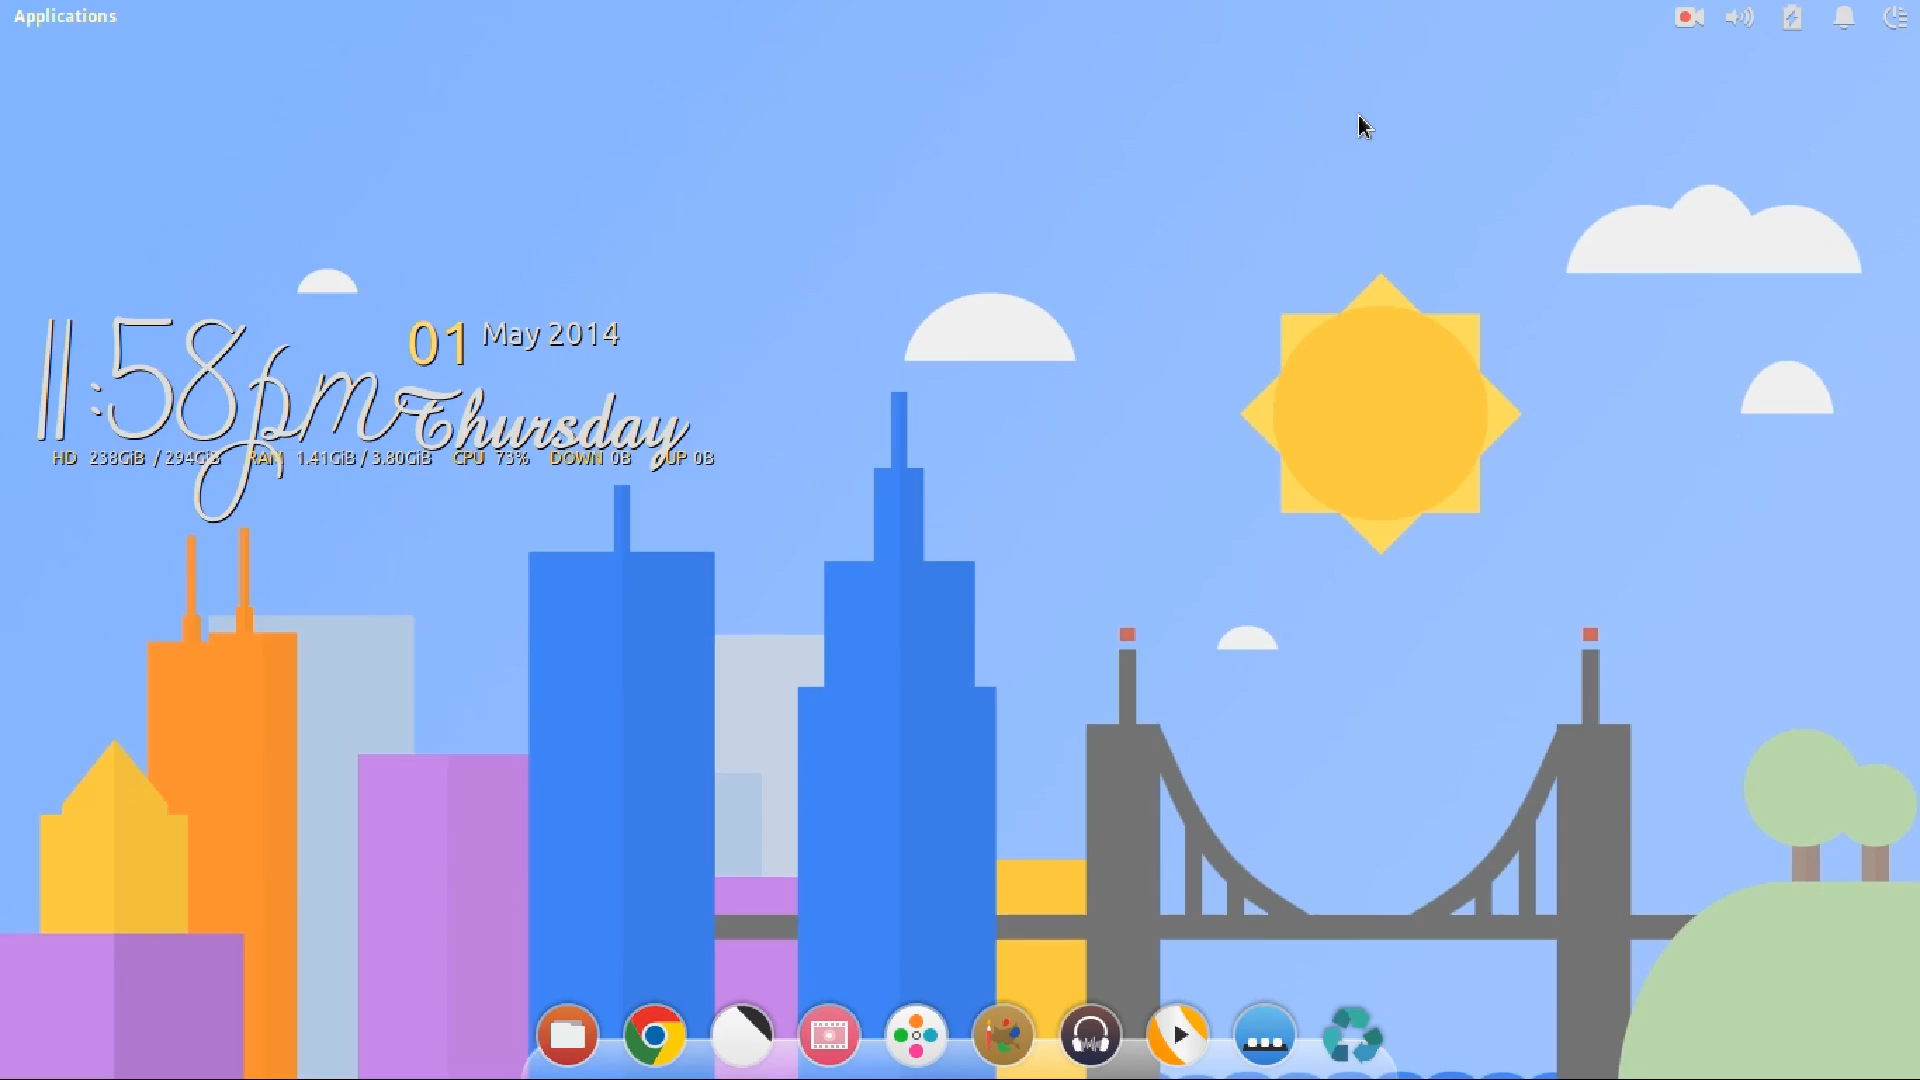 Applications
11:58pm
01 May 2014
Thursday
HD 238GiB / 294GiB RAM 1.41GiB / 3.80GiB CPU 73% DOWN 0B UP 0B